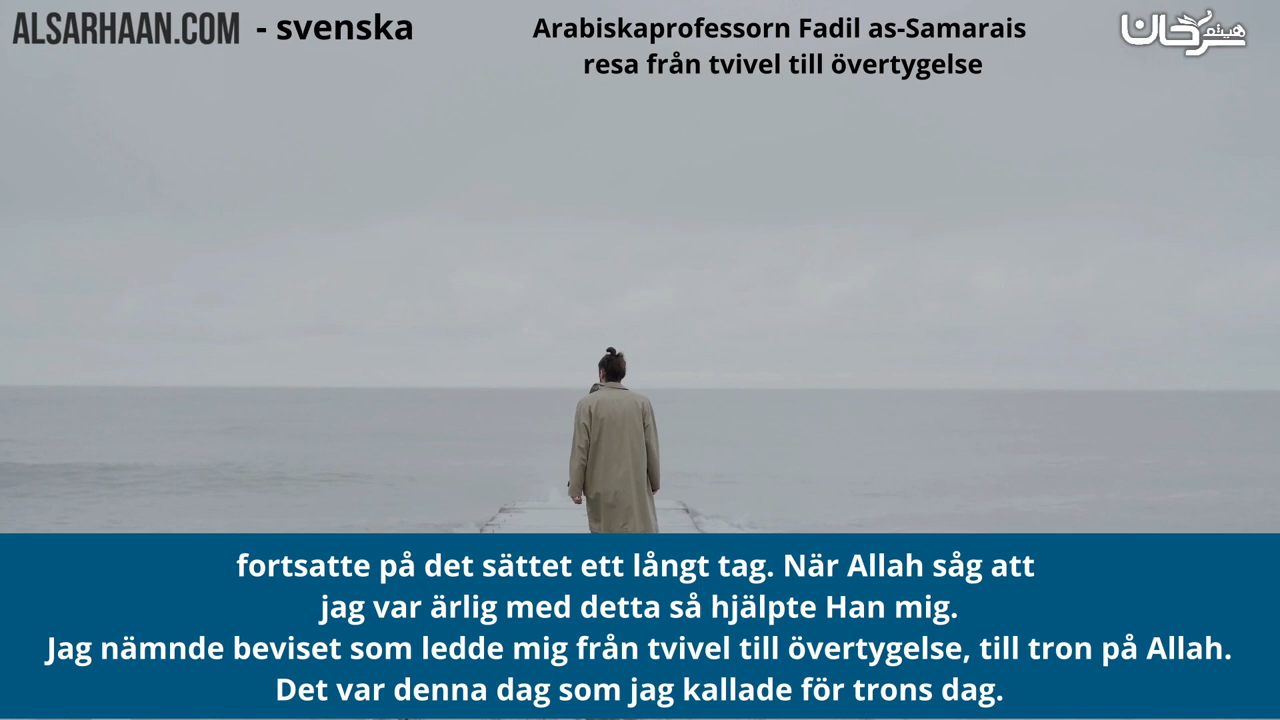 ALSARHAAN.COM - svenska
Arabiskaprofessorn Fadil as-Samarais
resa från tvivel till övertygelse
هيثم سرحان
fortsatte på det sättet ett långt tag. När Allah såg att
jag var ärlig med detta så hjälpte Han mig.
Jag nämnde beviset som ledde mig från tvivel till övertygelse, till tron på Allah.
Det var denna dag som jag kallade för trons dag.